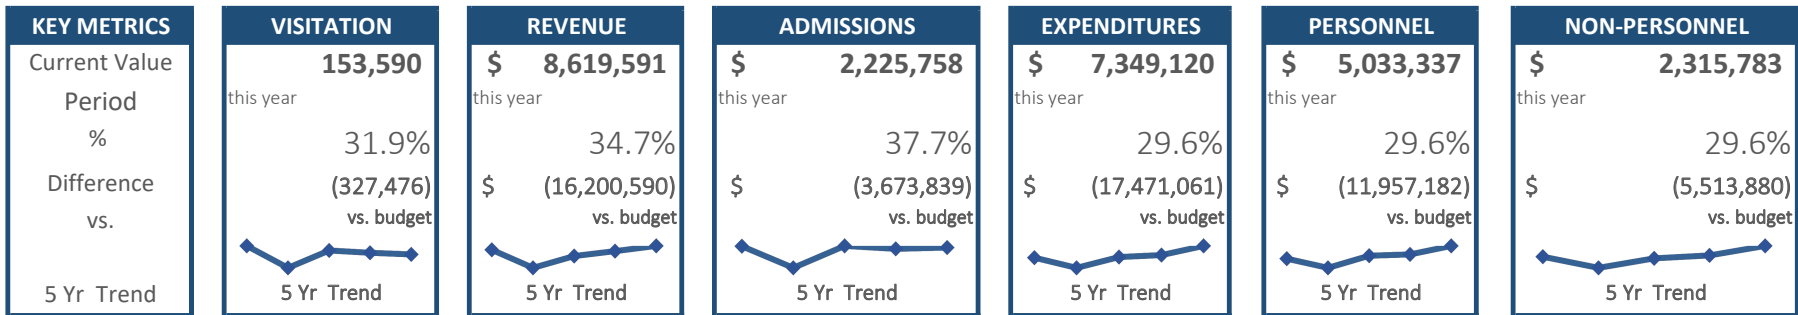 KEY METRICS VISITATION REVENUE ADMISSIONS EXPENDITURES PERSONNEL NON-PERSONNEL
Current Value 153,590 $ 8,619,591 $ 2,225,758 $ 7,349,120 $ 5,033,337 $ 2,315,783
Period this year this year this year this year this year this year
% 31.9% 34.7% 37.7% 29.6% 29.6% 29.6%
Difference (327,476) $ (16,200,590) $ (3,673,839) $ (17,471,061) $ (11,957,182) $ (5,513,880)
vs. vs. budget vs. budget vs. budget vs. budget vs. budget vs. budget
5 Yr Trend 5 Yr Trend 5 Yr Trend 5 Yr Trend 5 Yr Trend 5 Yr Trend 5 Yr Trend